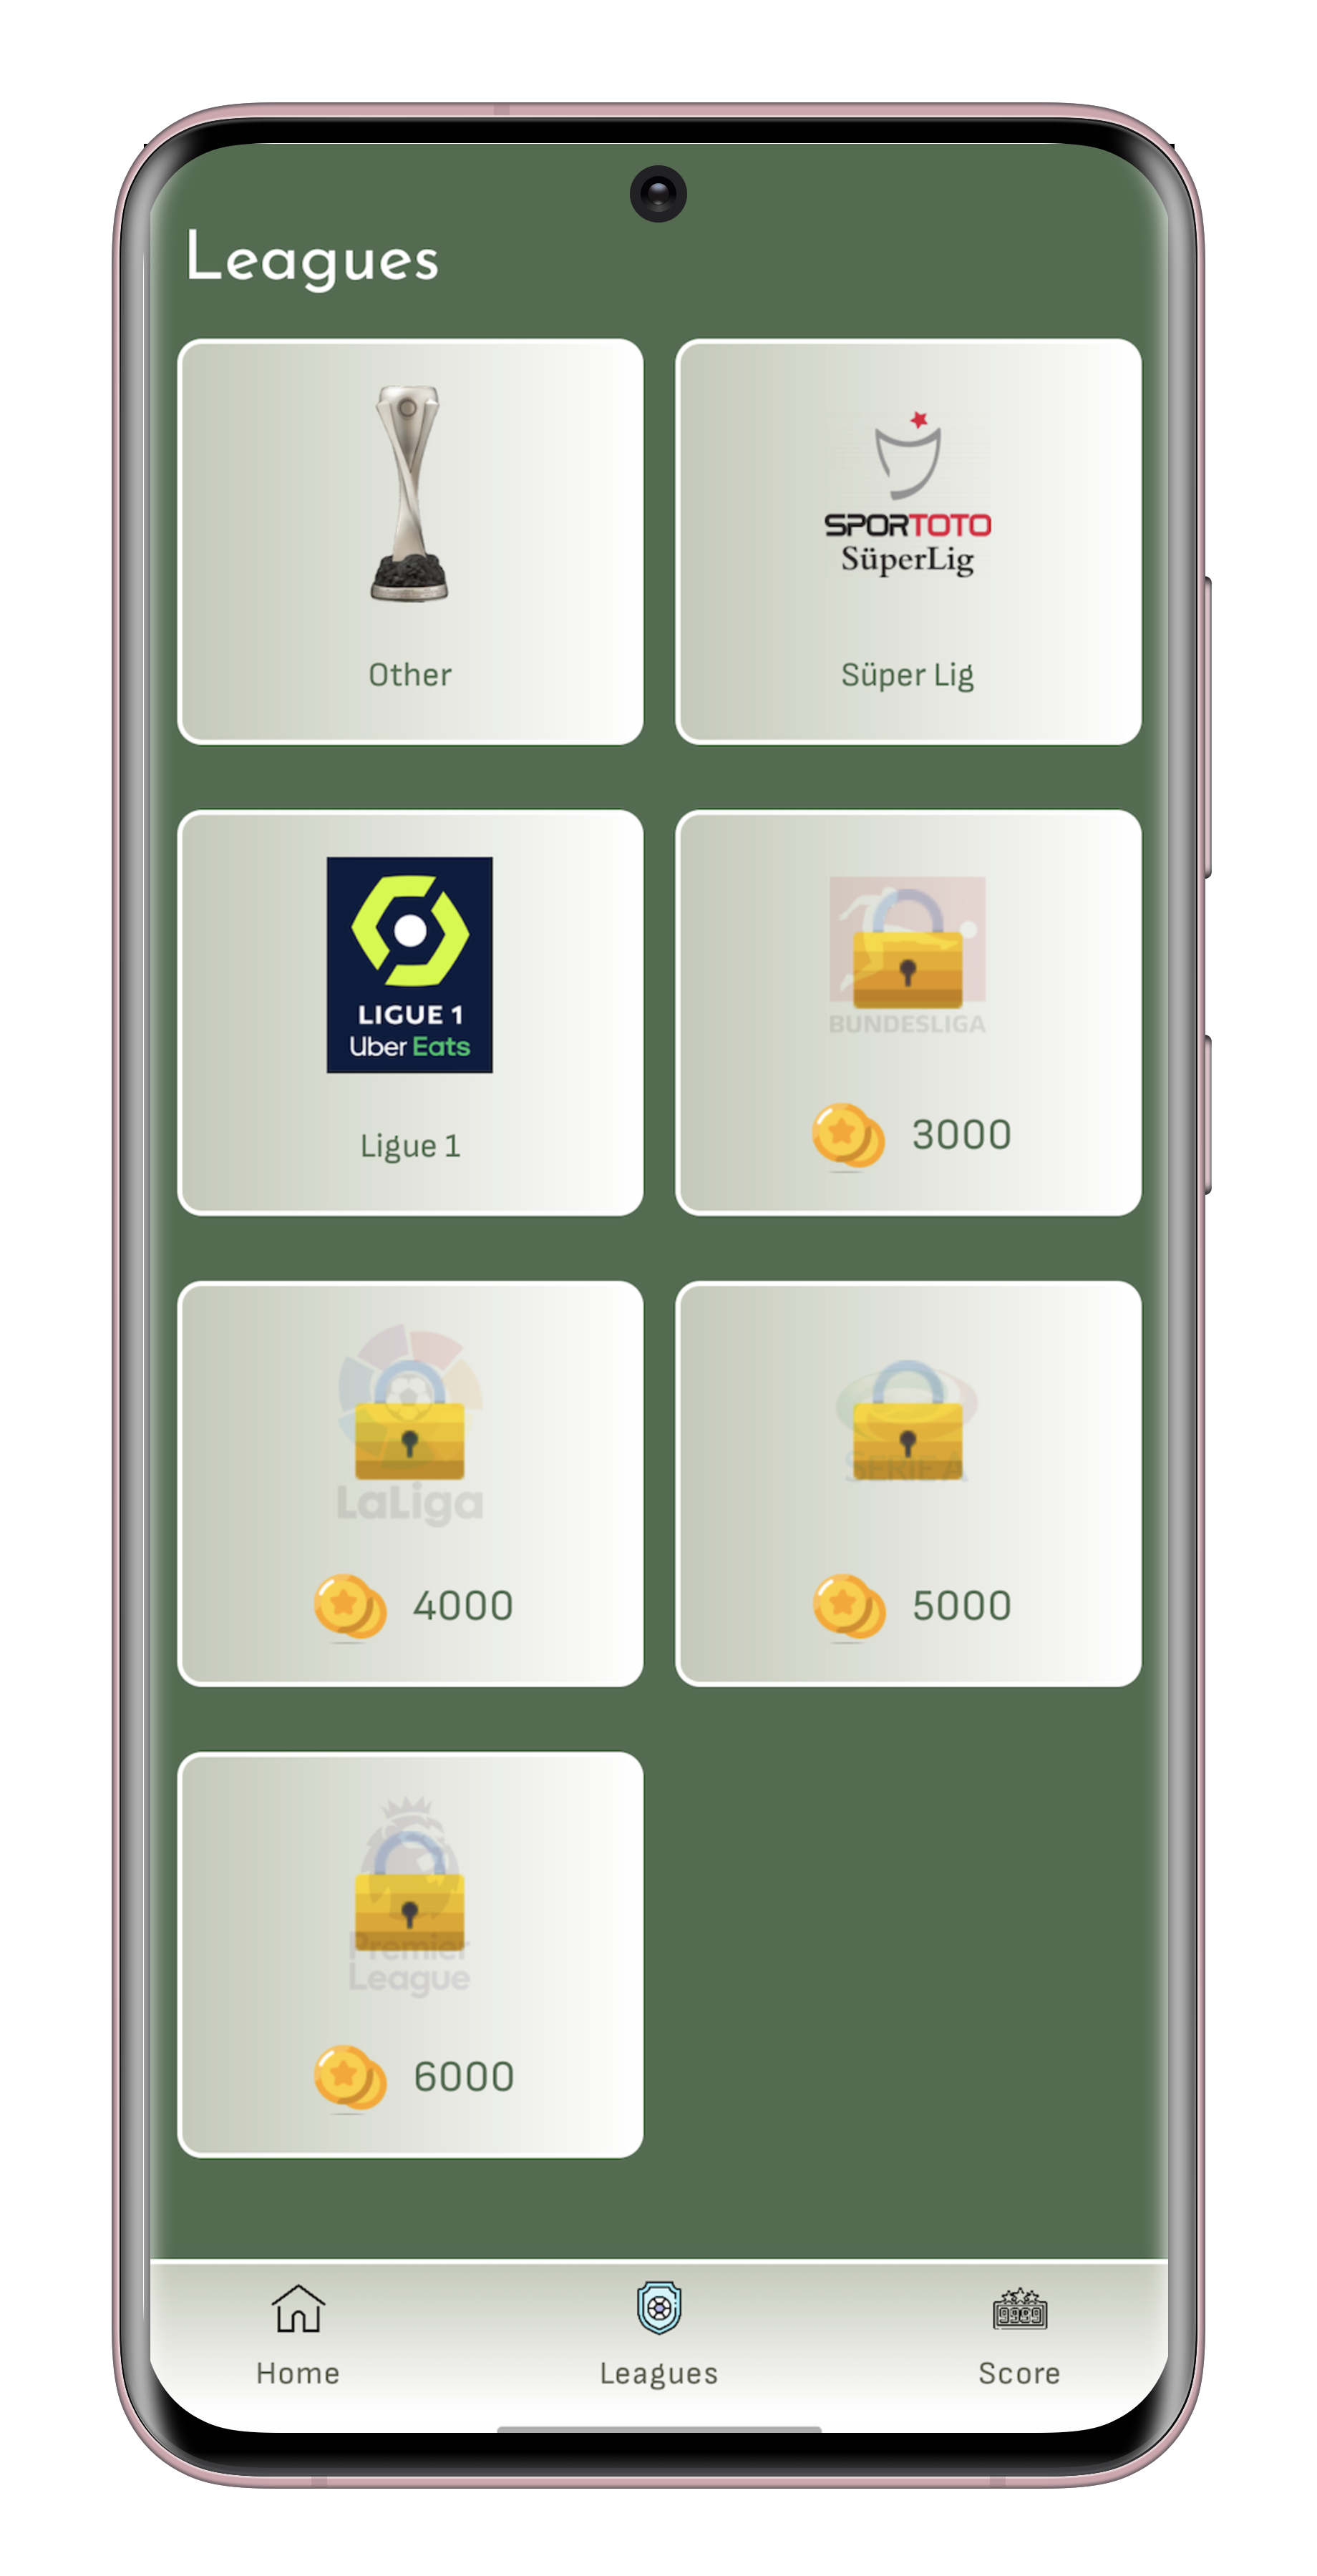 Leagues
SPORTOTO
SüperLig
Other
Süper Lig
LIGUE 1
Uber Eats
BUNDESLIGA
Ligue 1
3000
LaLiga
SERIE A
4000
5000
Premier
League
6000
9989
Home
Leagues
Score